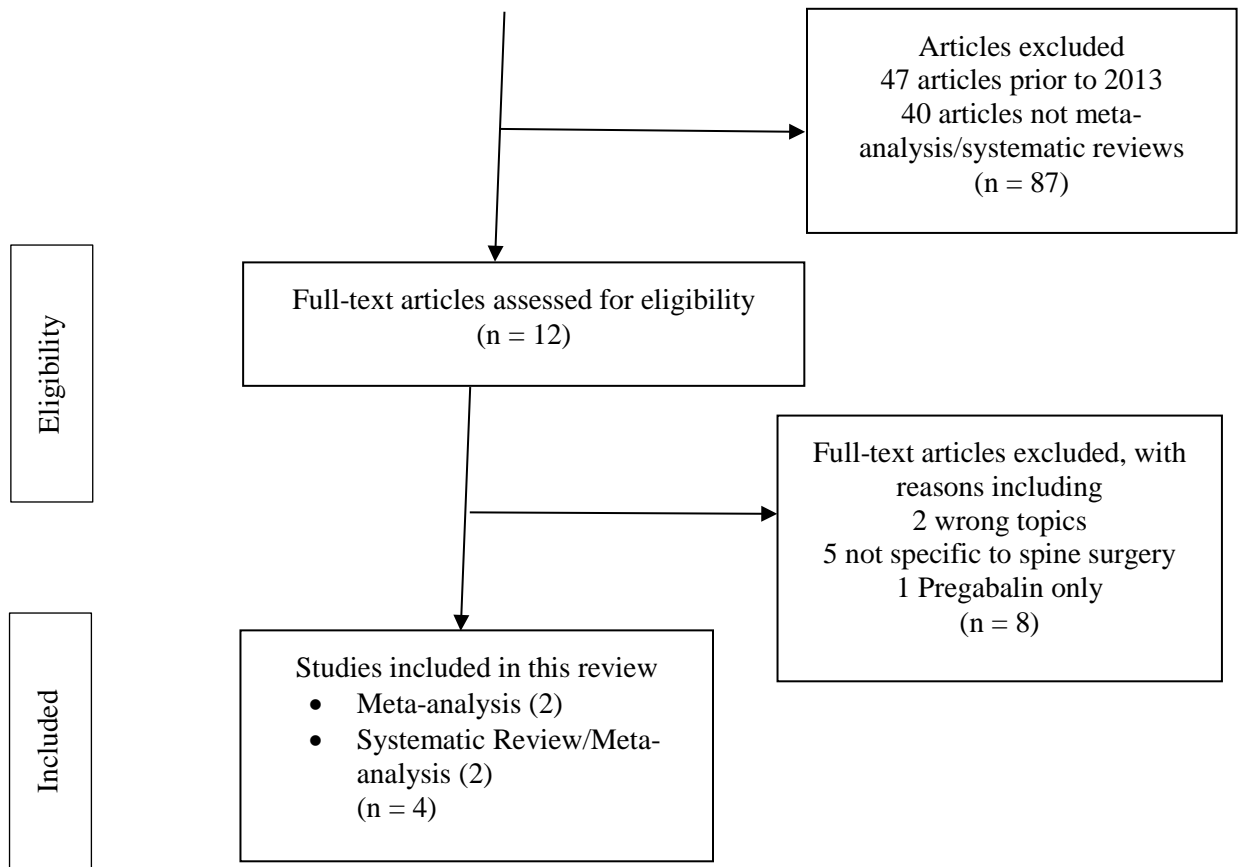 Articles excluded
47 articles prior to 2013
40 articles not meta-
analysis/systematic reviews
(n = 87)
Eligibility
Full-text articles assessed for eligibility
(n = 12)
Full-text articles excluded, with
reasons including
2 wrong topics
5 not specific to spine surgery
1 Pregabalin only
(n = 8)
Included
Studies included in this review
• Meta-analysis (2)
• Systematic Review/Meta-
analysis (2)
(n = 4)